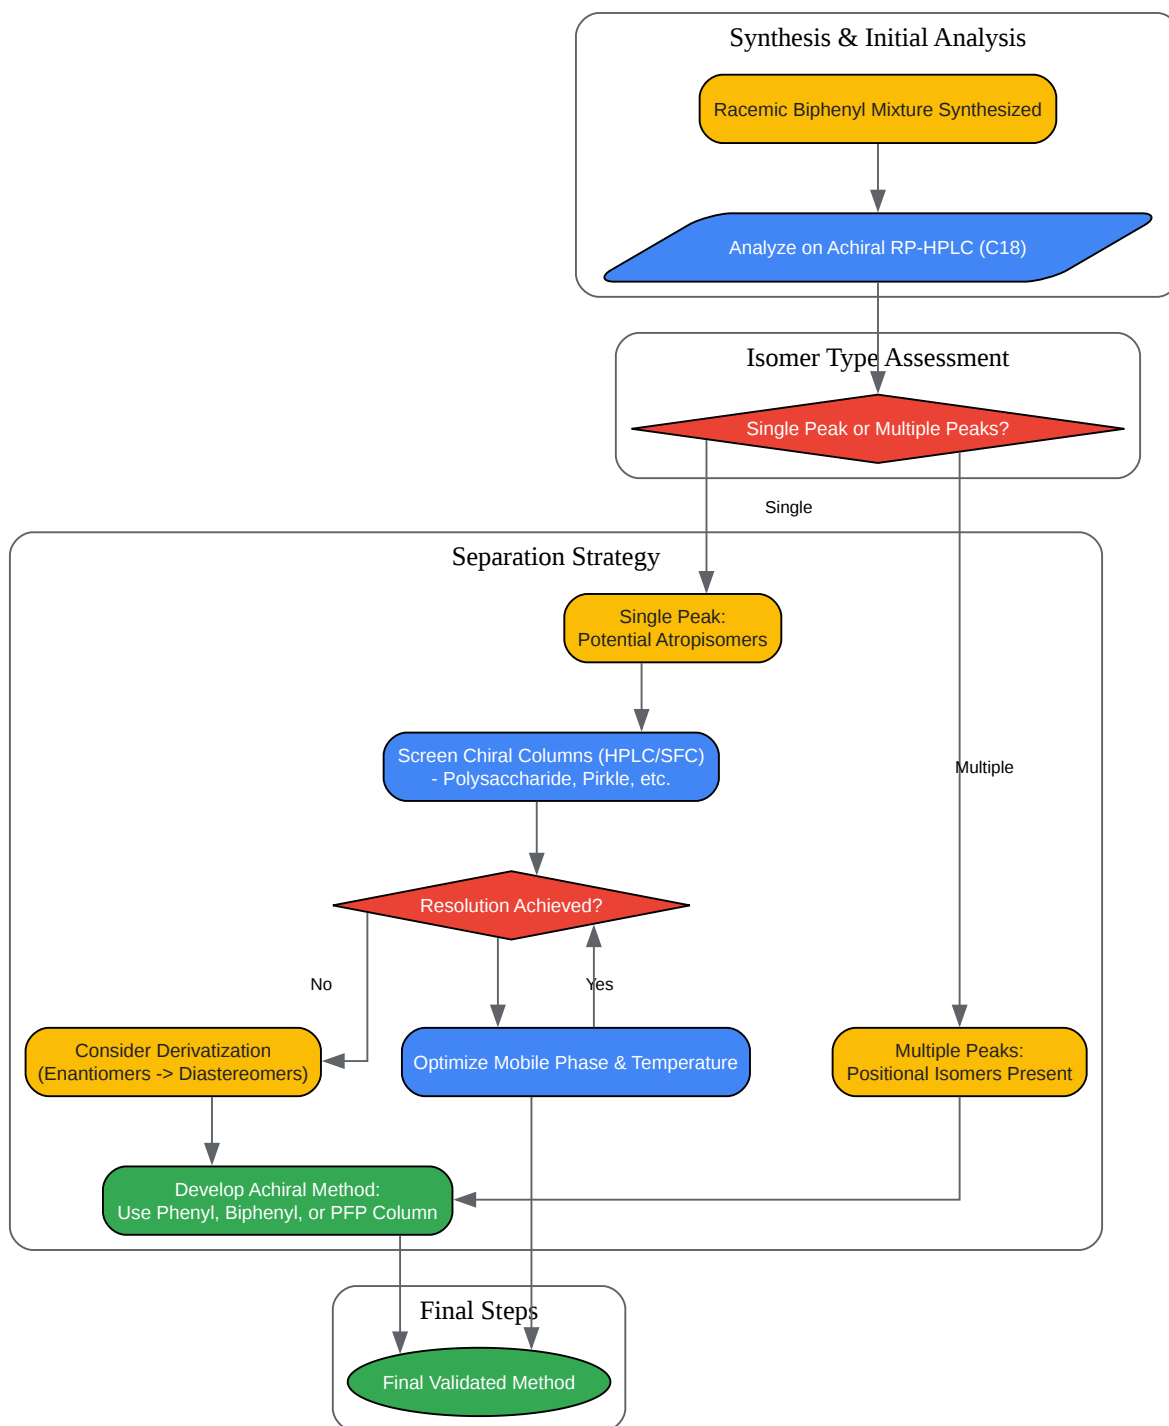 Synthesis & Initial Analysis
Racemic Biphenyl Mixture Synthesized
Analyze on Achiral RP-HPLC (C18)
Isomer Type Assessment
Single Peak or Multiple Peaks?
Single
Separation Strategy
Single Peak:
Potential Atropisomers
Screen Chiral Columns (HPLC/SFC)
- Polysaccharide, Pirkle, etc.
Multiple
Resolution Achieved?
No
Yes
Consider Derivatization
(Enantiomers -> Diastereomers)
Optimize Mobile Phase & Temperature
Multiple Peaks:
Positional Isomers Present
Develop Achiral Method:
Use Phenyl, Biphenyl, or PFP Column
Final Steps
Final Validated Method